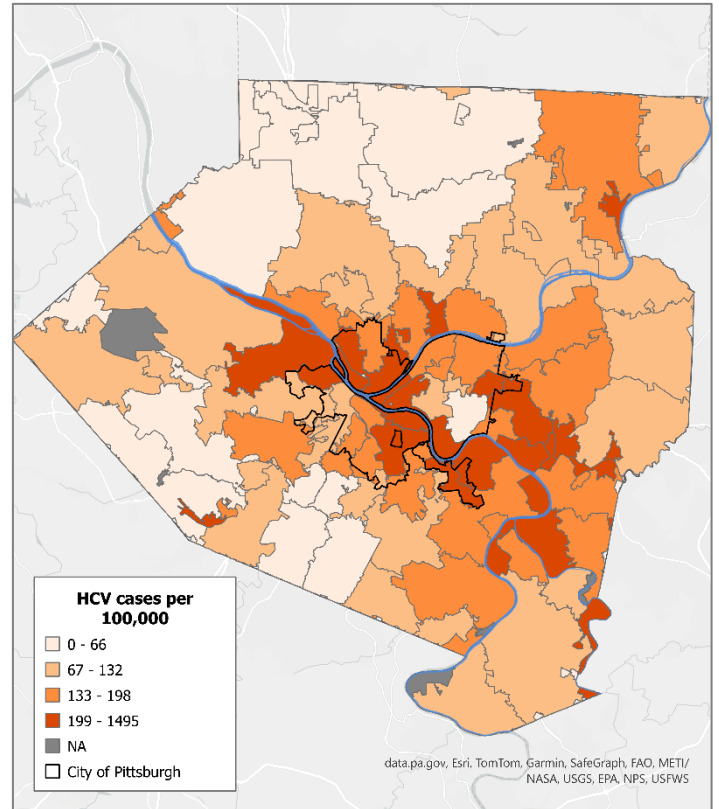 HCV cases per
100,000
0 - 66
67 - 132
133 - 198
199 - 1495
NA
City of Pittsburgh
data.pa.gov, Esri, TomTom, Garmin, SafeGraph, FAO, METI/
NASA, USGS, EPA, NPS, USFWS